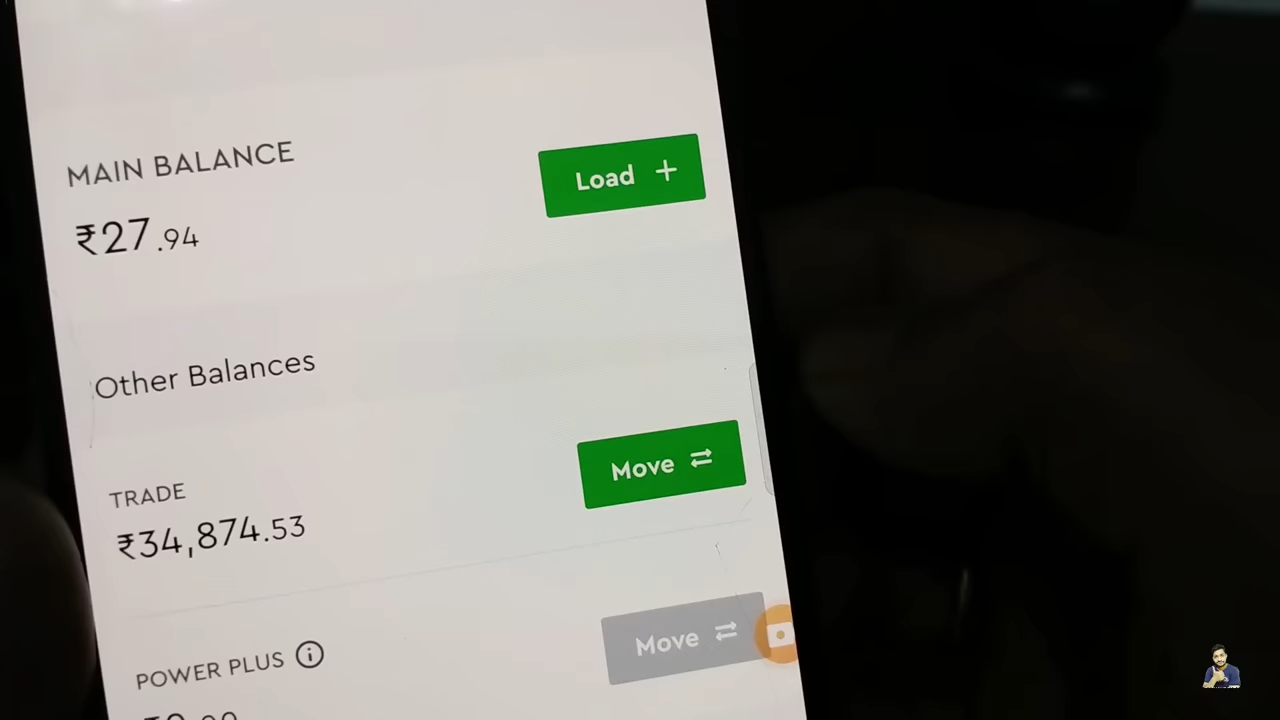 MAIN BALANCE
₹27.94
Load +
Other Balances
TRADE
₹34,874.53
Move
POWER PLUS
Move